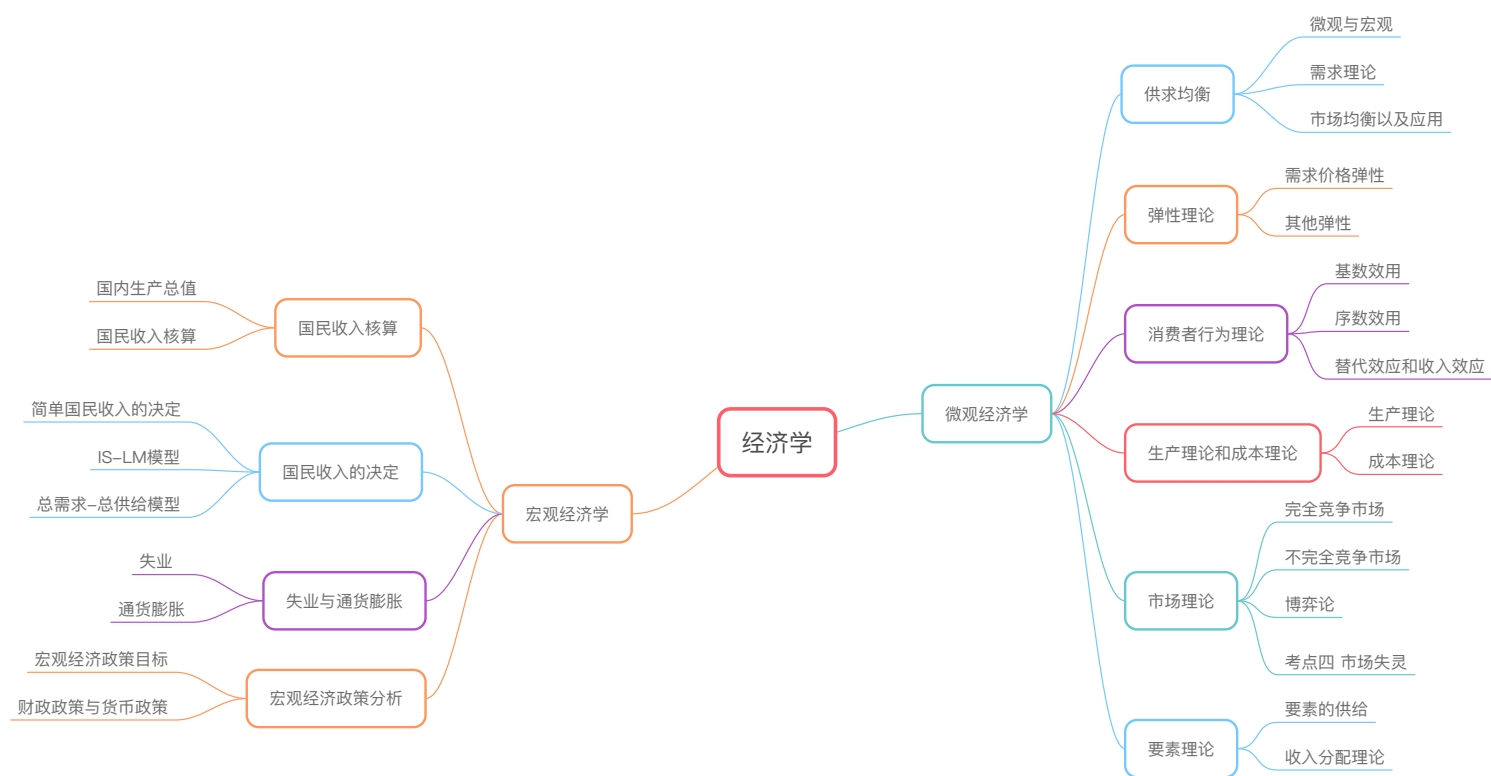 经济学
微观经济学
供求均衡
微观与宏观
需求理论
市场均衡以及应用
弹性理论
需求价格弹性
其他弹性
消费者行为理论
基数效用
序数效用
替代效应和收入效应
生产理论和成本理论
生产理论
成本理论
市场理论
完全竞争市场
不完全竞争市场
博弈论
考点四 市场失灵
要素理论
要素的供给
收入分配理论
宏观经济学
国民收入核算
国内生产总值
国民收入核算
国民收入的决定
简单国民收入的决定
IS-LM模型
总需求-总供给模型
失业与通货膨胀
失业
通货膨胀
宏观经济政策分析
宏观经济政策目标
财政政策与货币政策